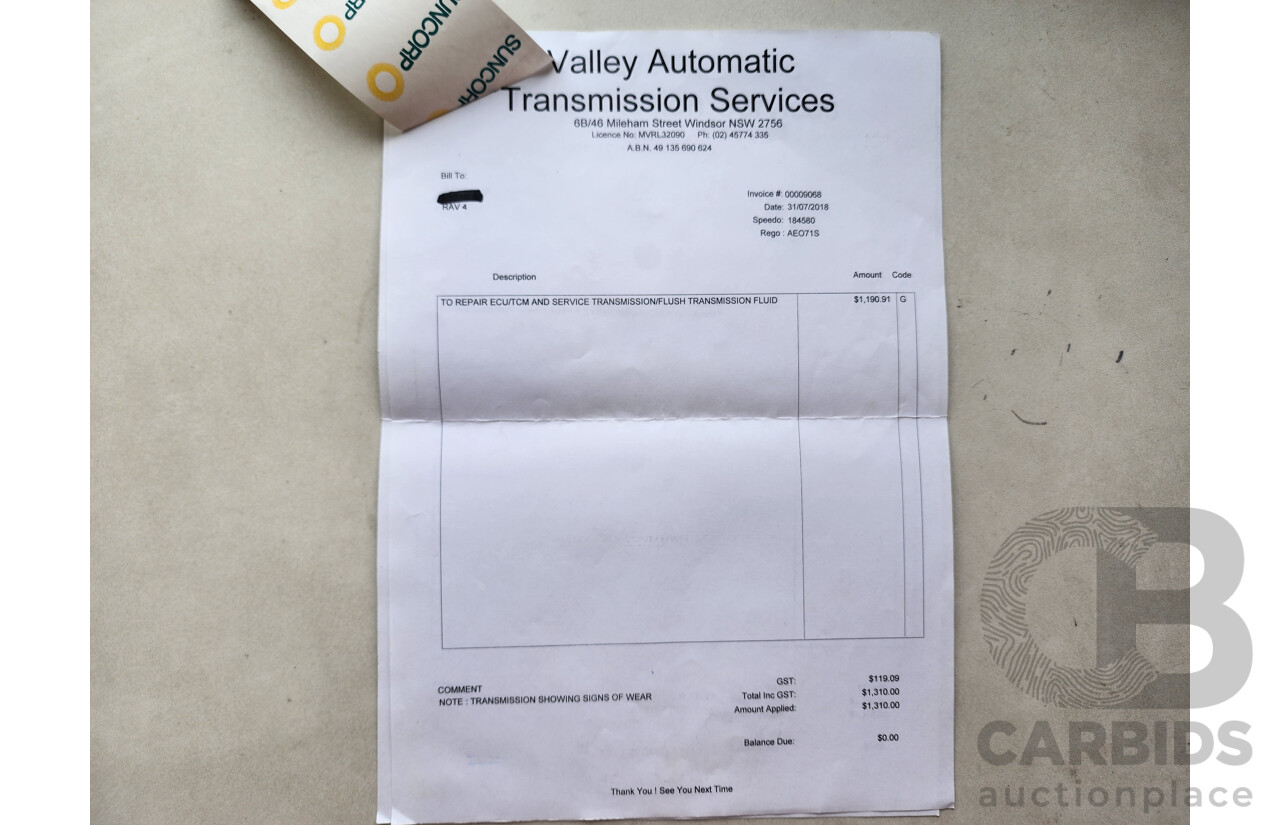 SUNCORP
SUNCORP
Valley Automatic
Transmission Services
6B/46 Mileham Street Windsor NSW 2756
Licence No: MVRL32090 Ph: (02) 45774 335
A.B.N. 49 135 690 624
Bill To:
RAV 4
Invoice #: 00009068
Date: 31/07/2018
Speedo: 184580
Rego : AEO71S
Description Amount Code
TO REPAIR ECU/TCM AND SERVICE TRANSMISSION/FLUSH TRANSMISSION FLUID $1,190.91 G
COMMENT
NOTE : TRANSMISSION SHOWING SIGNS OF WEAR
GST: $119.09
Total Inc GST: $1,310.00
Amount Applied: $1,310.00
Balance Due: $0.00
Thank You ! See You Next Time
CB
CARBIDS
auctionplace